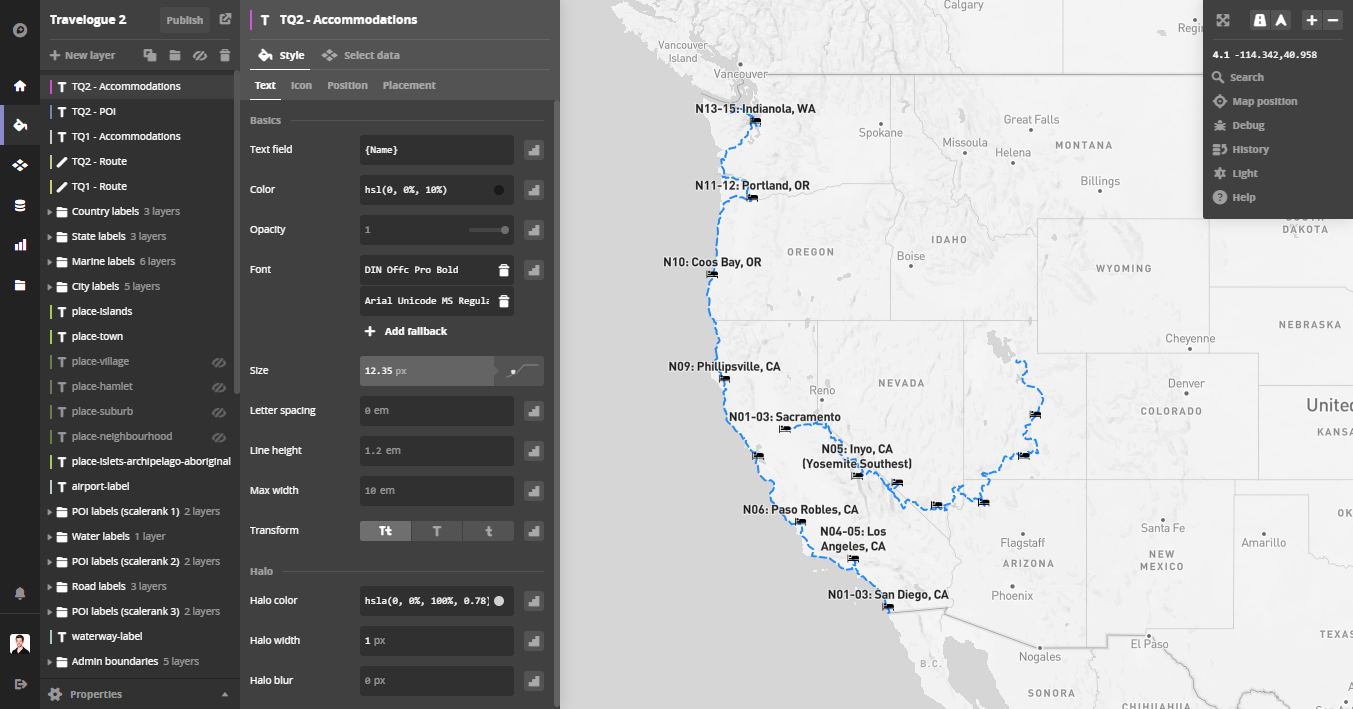 Travelogue 2
Publish
New layer
TQ2 - Accommodations
TQ2 - POI
TQ1 - Accommodations
TQ2 - Route
TQ1 - Route
Country labels 3 layers
State labels 3 layers
Marine labels 6 layers
City labels 5 layers
place-islands
place-town
place-village
place-hamlet
place-suburb
place-neighbourhood
place-islets-archipelago-aboriginal
airport-label
POI labels (scalerank 1) 2 layers
Water labels 1 layer
POI labels (scalerank 2) 2 layers
Road labels 3 layers
POI labels (scalerank 3) 2 layers
waterway-label
Admin boundaries 5 layers
Properties
T TQ2 - Accommodations
Style
Select data
Text
Icon
Position
Placement
Basics
Text field
{Name}
Color
hsl(0, 0%, 10%)
Opacity
1
Font
DIN Offc Pro Bold
Arial Unicode MS Regula
Add fallback
Size
12.35 px
Letter spacing
0 em
Line height
1.2 em
Max width
10 em
Transform
Tt
T
t
Halo
Halo color
hsla(0, 0%, 100%, 0.78)
Halo width
1 px
Halo blur
0 px
Calgary
Regi
Vancouver
Island
Vancouver
N13-15: Indianola, WA
Spokane
Great Falls
Missoula
Helena
MONTANA
Billings
N11-12: Portland, OR
SOUTH
DAKOTA
OREGON
IDAHO
Boise
WYOMING
N10: Coos Bay, OR
NEBRASKA
Cheyenne
N09: Phillipsville, CA
Reno
NEVADA
Denver
COLORADO
United
KANSA
N01-03: Sacramento
N05: Inyo, CA
(Yosemite Southest)
N06: Paso Robles, CA
N04-05: Los
Angeles, CA
Flagstaff
ARIZONA
Phoenix
Santa Fe
NEW
MEXICO
Amarillo
OK
N01-03: San Diego, CA
TEXAS
El Paso
Nogales
B.C.
SONORA
CHIHUAHUA
4.1 -114.342,40.958
Search
Map position
Debug
History
Light
Help